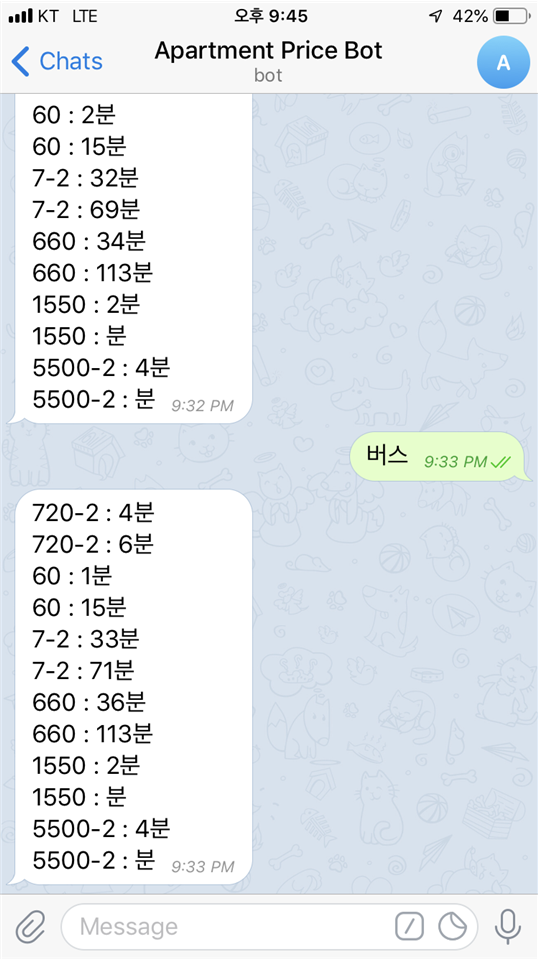 KT LTE 오후 9:45 42%
Chats Apartment Price Bot A
bot
60 : 2분
60 : 15분
7-2 : 32분
7-2 : 69분
660 : 34분
660 : 113분
1550 : 2분
1550 : 분
5500-2 : 4분
5500-2 : 분 9:32 PM
버스 9:33 PM
720-2 : 4분
720-2 : 6분
60 : 1분
60 : 15분
7-2 : 33분
7-2 : 71분
660 : 36분
660 : 113분
1550 : 2분
1550 : 분
5500-2 : 4분
5500-2 : 분 9:33 PM
Message